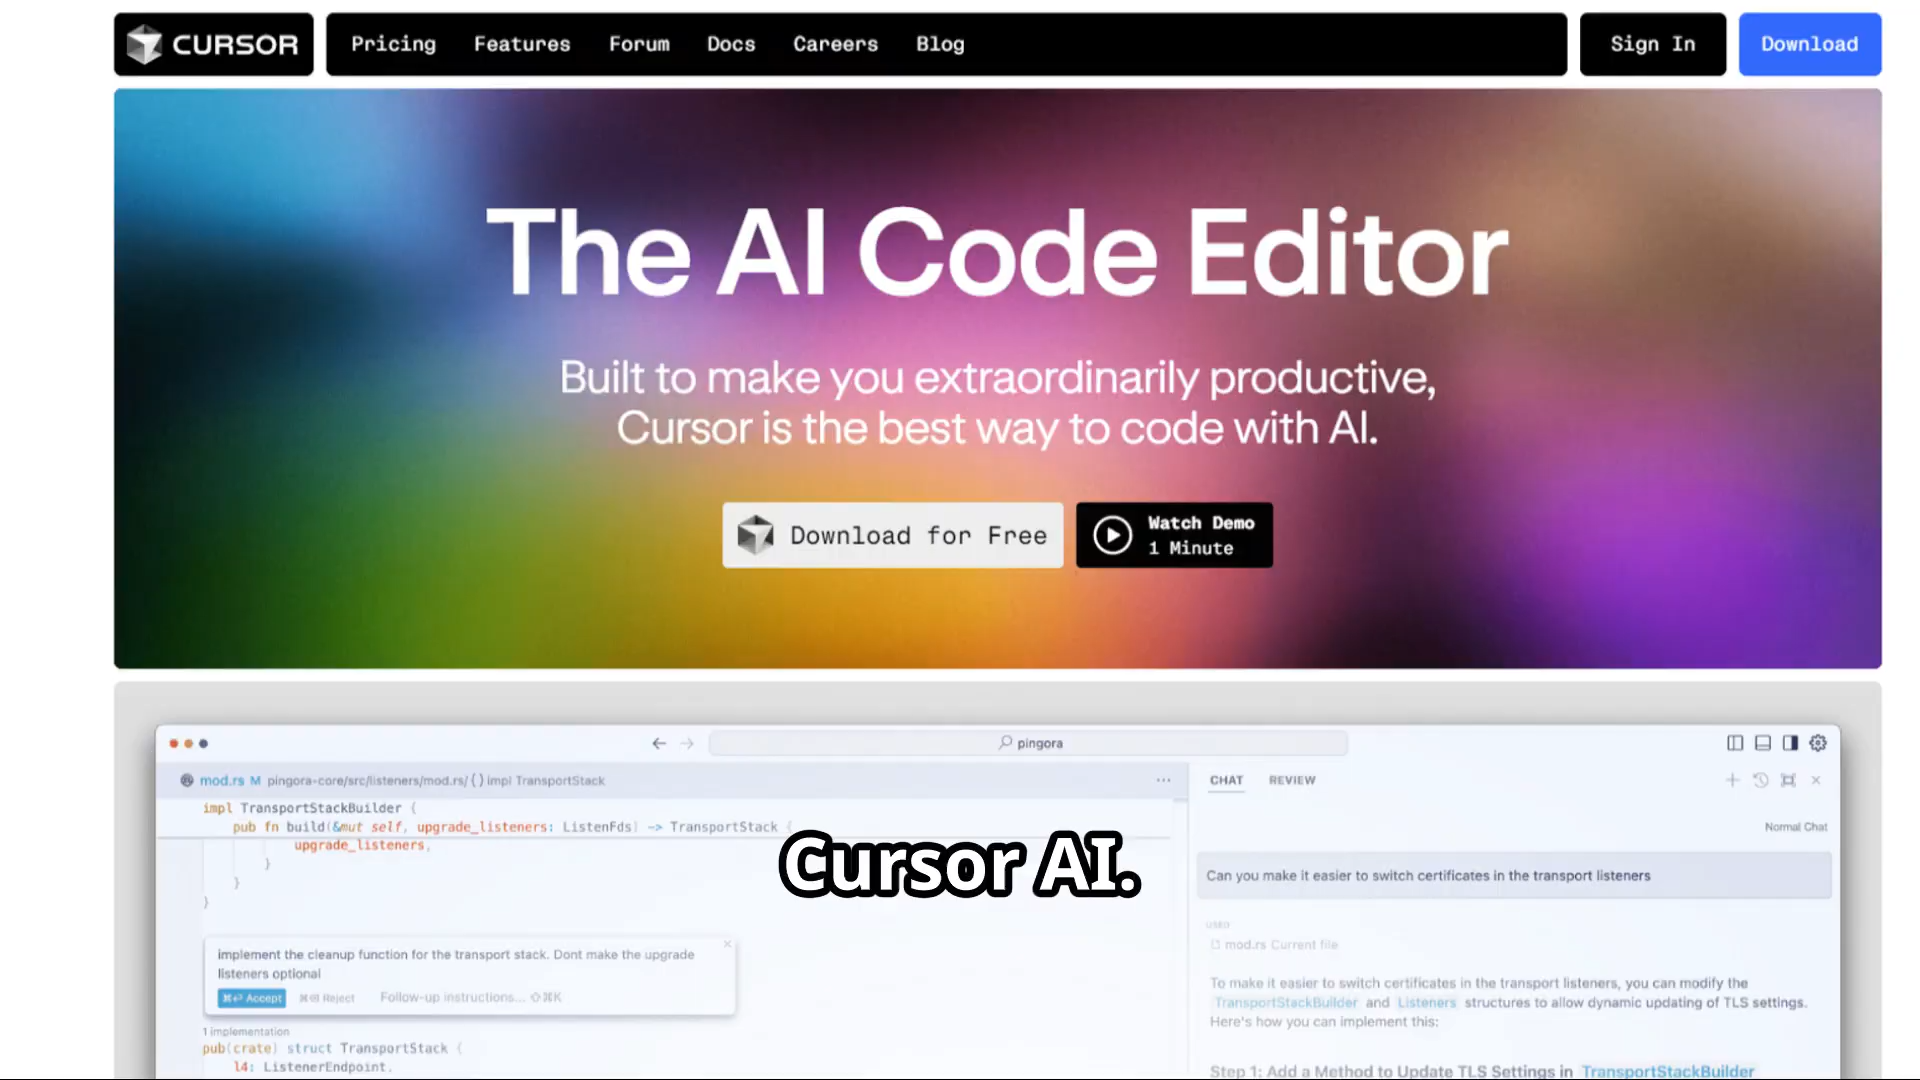 CURSOR Pricing Features Forum Docs Careers Blog Sign In Download
The AI Code Editor
Built to make you extraordinarily productive,
Cursor is the best way to code with AI.
Download for Free
Watch Demo
1 Minute
pingora
mod.rs M pingora-core/src/listeners/mod.rs/ {} impl TransportStack ...
impl TransportStackBuilder {
pub fn build(&mut self, upgrade_listeners: ListenFds) -> TransportStack {
upgrade_listeners,
}
}
}
implement the cleanup function for the transport stack. Dont make the upgrade
listeners optional
Accept Reject Follow-up instructions... ⇧⌘K
1 implementation
pub(crate) struct TransportStack {
l4: ListenerEndpoint,
Cursor AI.
CHAT REVIEW
Normal Chat
Can you make it easier to switch certificates in the transport listeners
USED
mod.rs Current file
To make it easier to switch certificates in the transport listeners, you can modify the
TransportStackBuilder and Listeners structures to allow dynamic updating of TLS settings.
Here's how you can implement this:
Step 1: Add a Method to Update TLS Settings in TransportStackBuilder